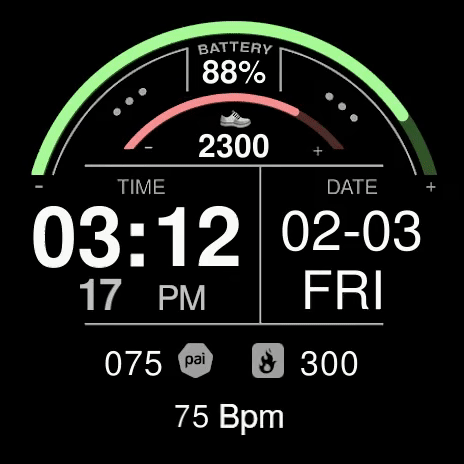 BATTERY
88%
2300
- +
- +
TIME
03:12
17 PM
DATE
02-03
FRI
075 pai 300
75 Bpm